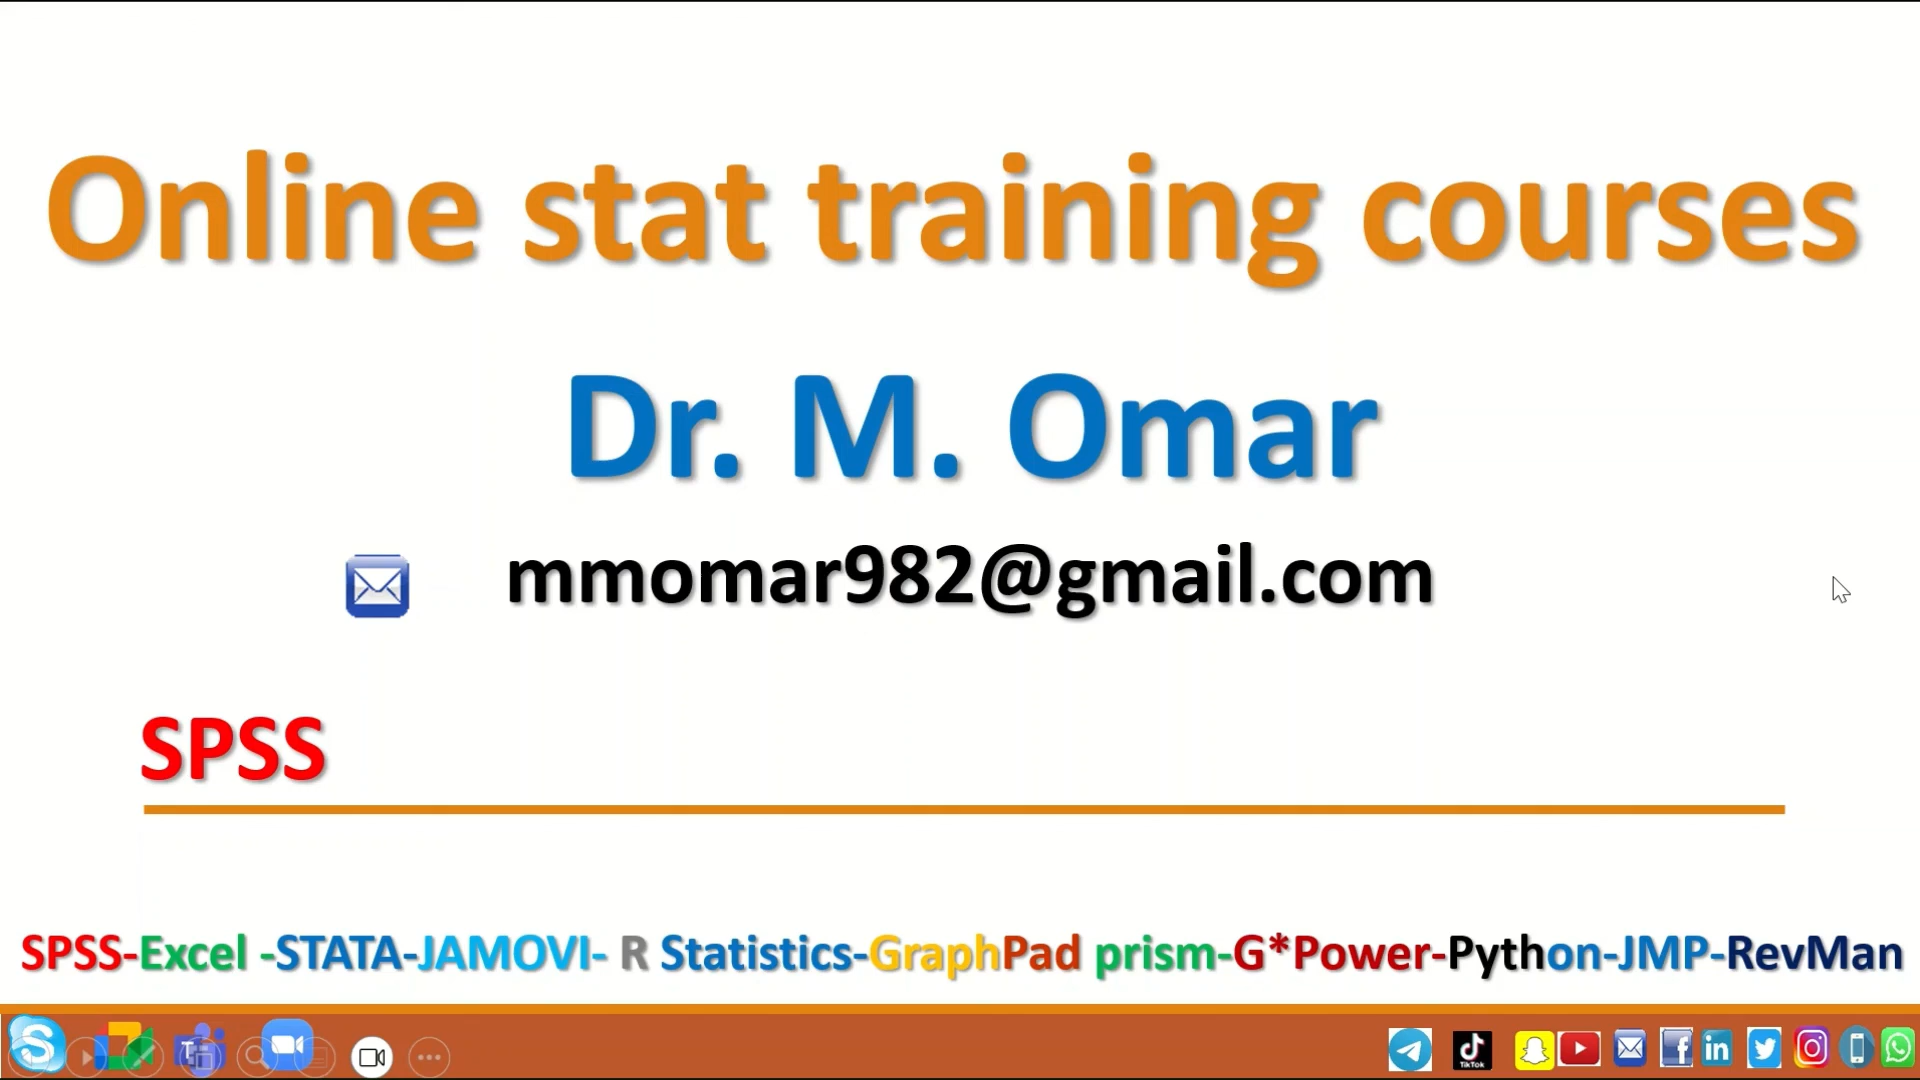 Online stat training courses
Dr. M. Omar
mmomar982@gmail.com
SPSS
SPSS-Excel -STATA-JAMOVI- R Statistics-GraphPad prism-G*Power-Python-JMP-RevMan
TikTok